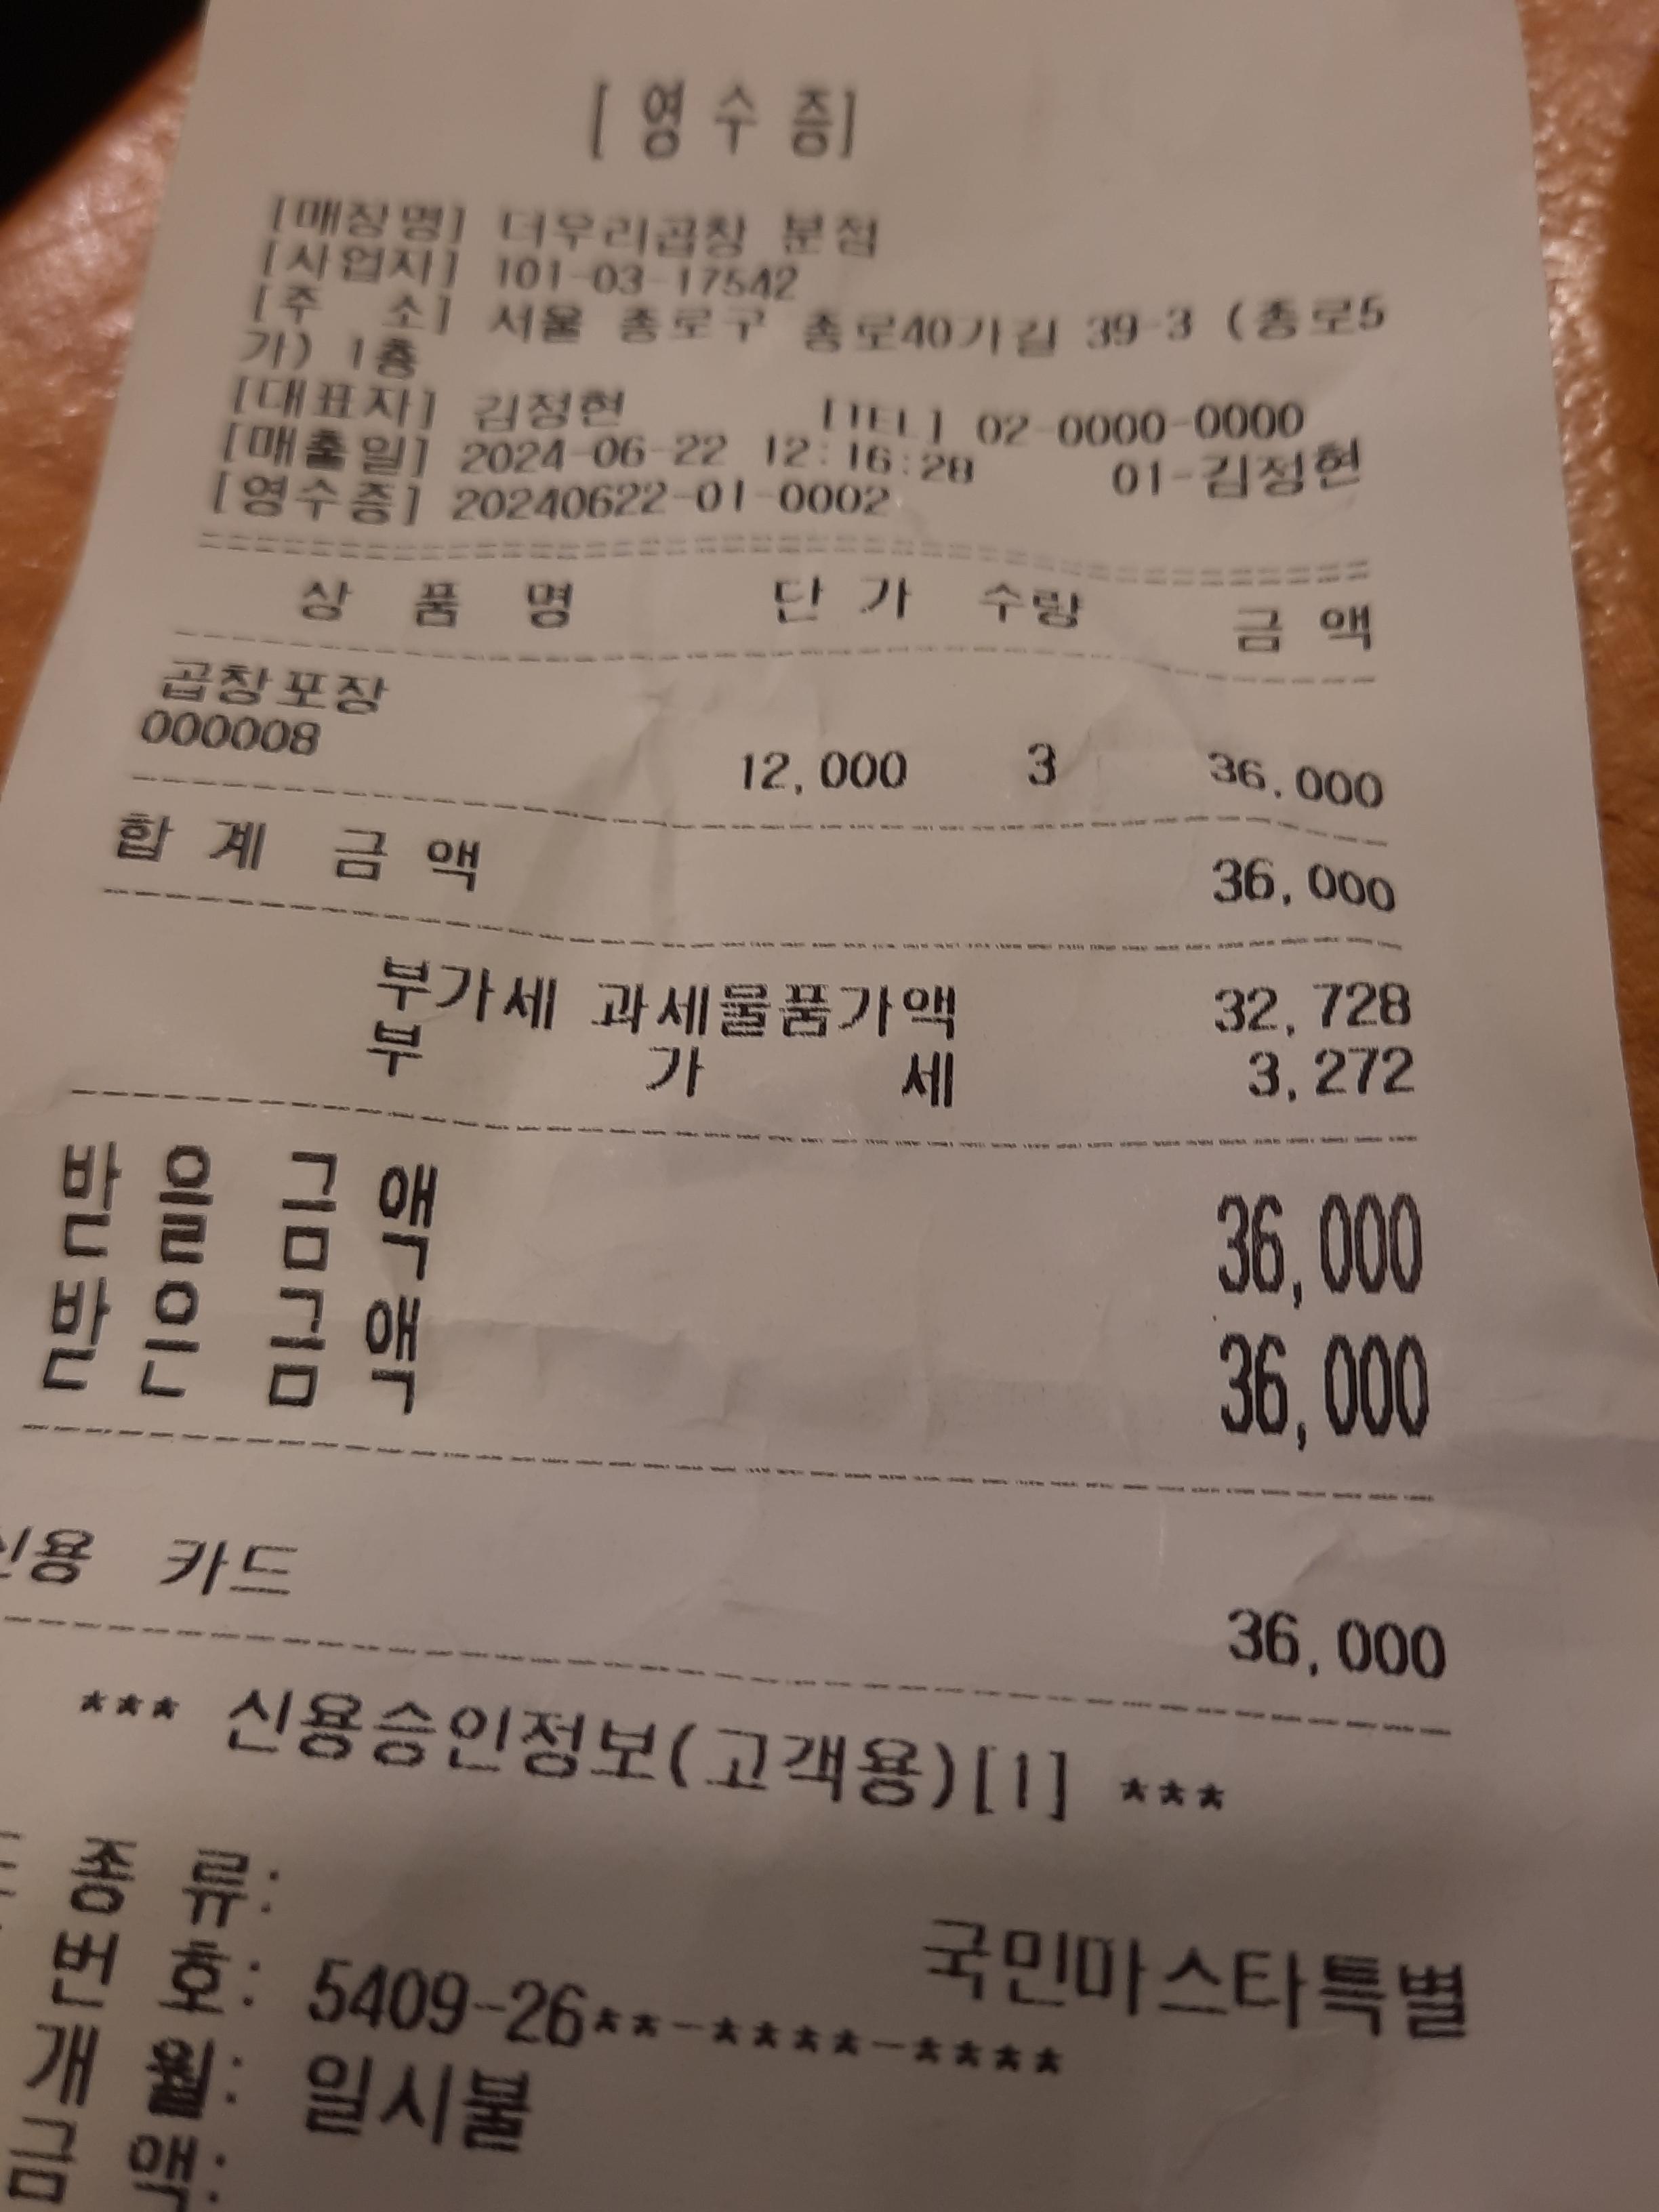 [ 영 수 증]
[매장명] 더우리곱창 분점
[사업자] 101-03-17542
[주 소] 서울 종로구 종로40가길 39-3 (종로5
가) 1층
[대표자] 김정현 [TEL] 02-0000-0000
[매출일] 2024-06-22 12:16:28 01-김정현
[영수증] 20240622-01-0002
상 품 명 단 가 수량 금 액
곱창포장
000008 12,000 3 36,000
합 계 금 액 36,000
부가세 과세물품가액 32,728
부 가 세 3,272
받 을 금 액 36,000
받 은 금 액 36,000
신용 카드 36,000
*** 신용승인정보(고객용)[1] ***
종 류: 국민마스타특별
번 호: 5409-26**-****-****
개 월: 일시불
금 액: